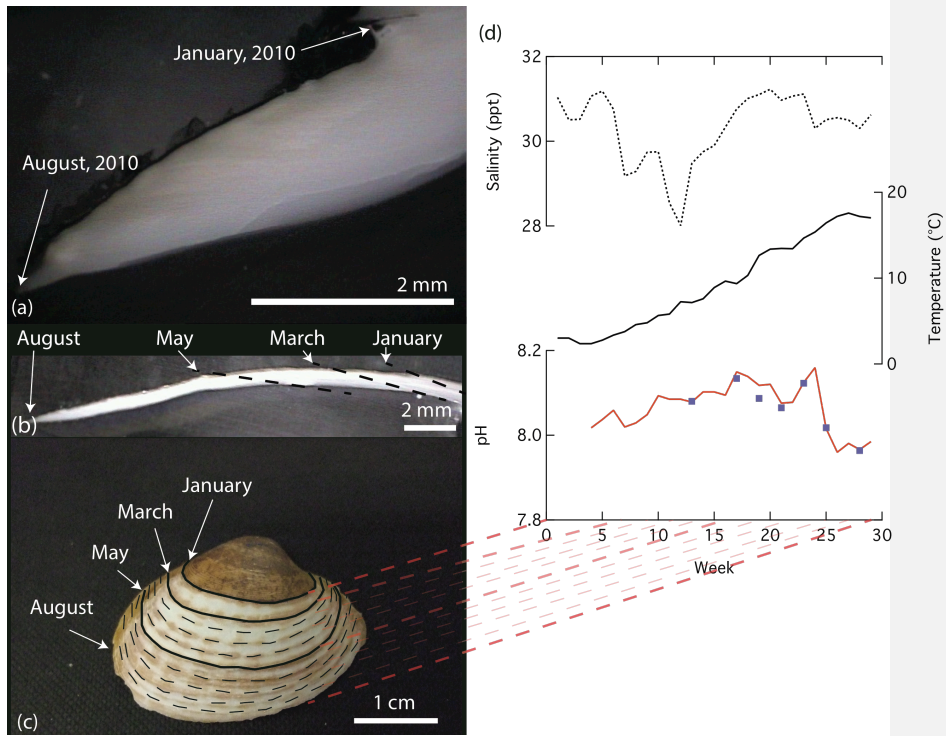 January, 2010
August, 2010
2 mm
(a)
August
May
March
January
2 mm
(b)
January
March
May
August
1 cm
(c)
(d)
32
30
28
Salinity (ppt)
20
10
0
Temperature (°C)
8.2
8.0
7.8
pH
0 5 10 15 20 25 30
Week